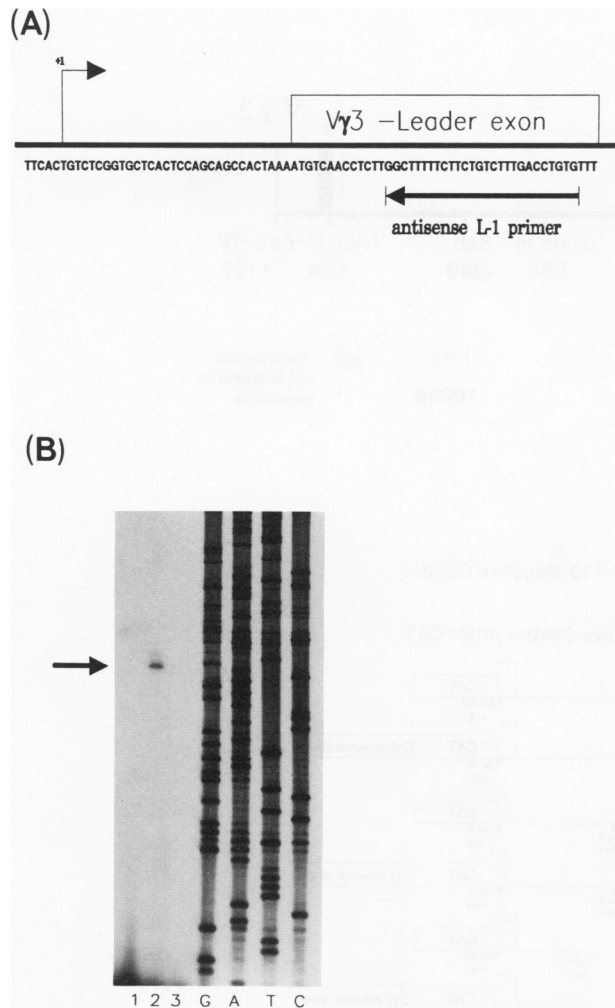 (A)
+1
Vγ3 -Leader exon
TTCACTGTCTCGGTGCTCACTCCAGCAGCCACTAAAATGTCAACCTCTTGGCTTTTTCTTCTGTCTTTGACCTGTGTTT
antisense L-1 primer
(B)
1 2 3 G A T C